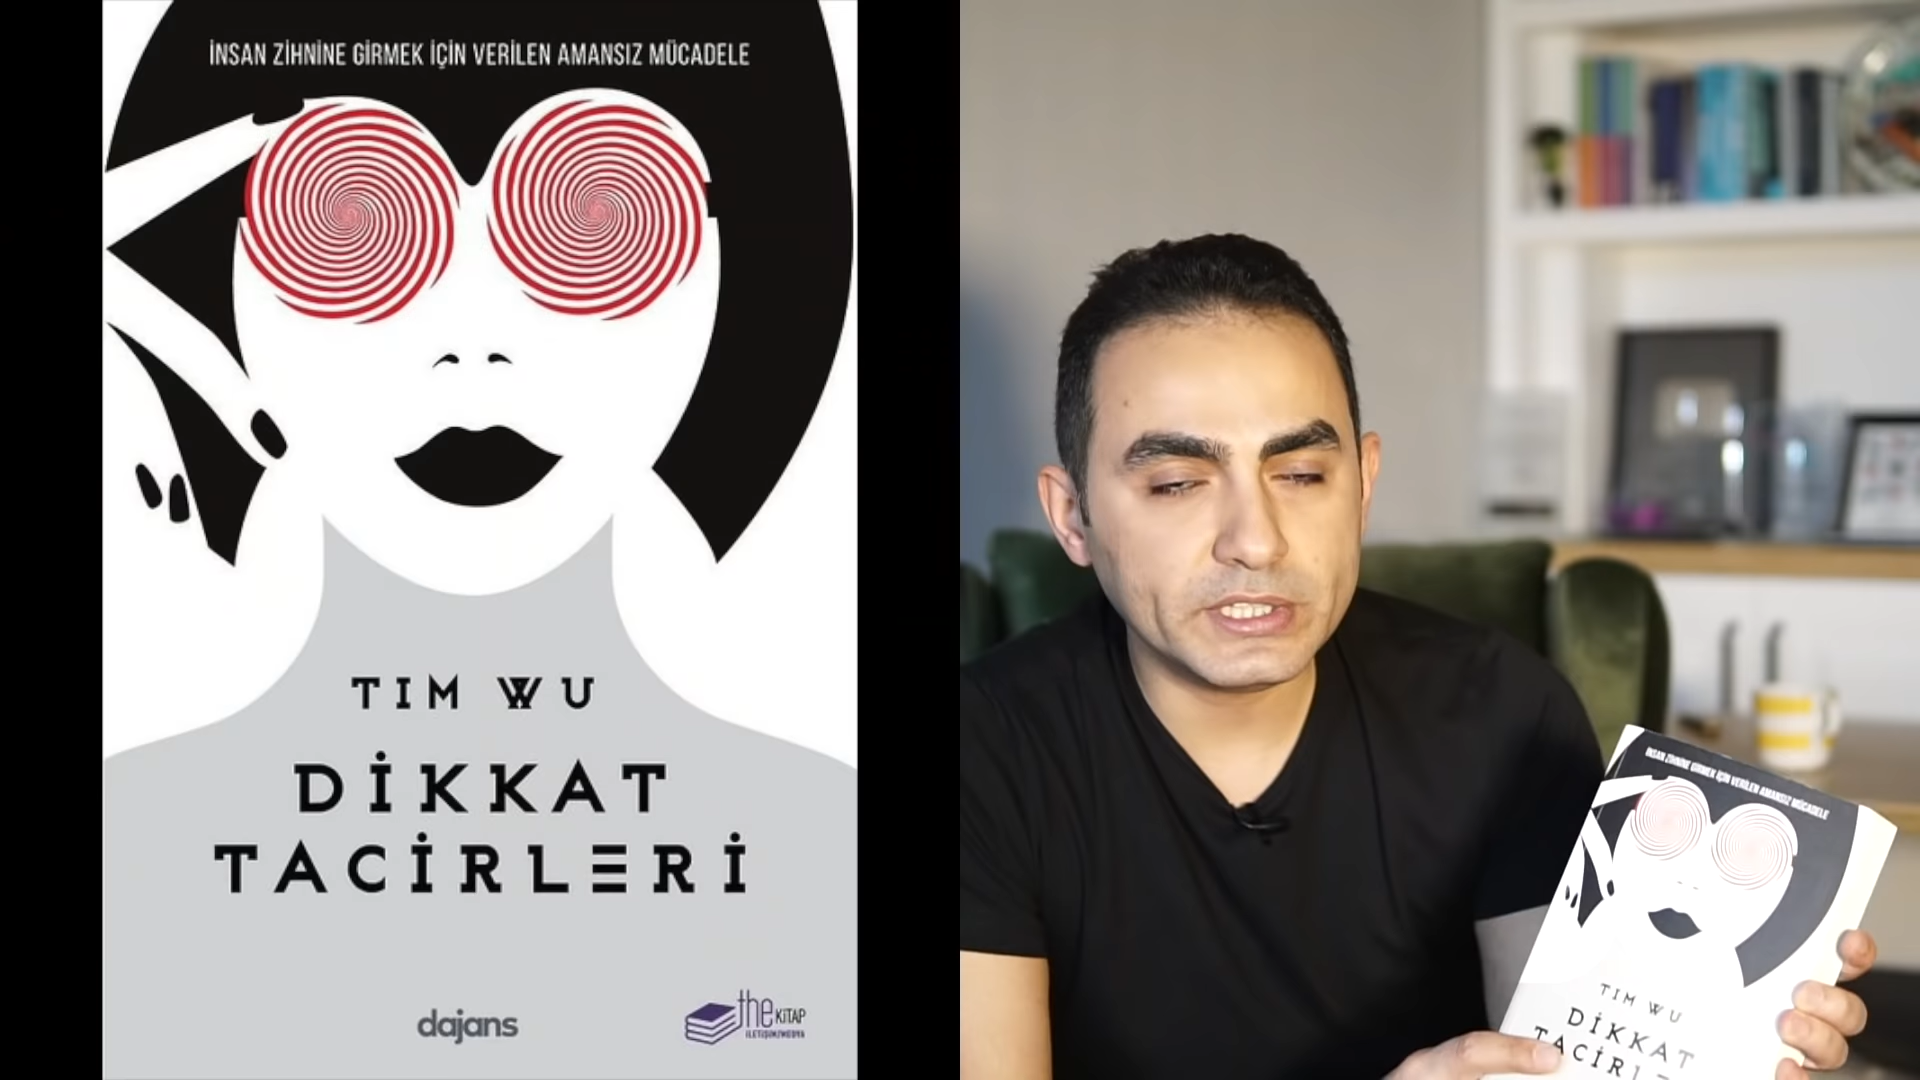 İNSAN ZİHNİNE GİRMEK İÇİN VERİLEN AMANSIZ MÜCADELE
TIM WU
DİKKAT
TACİRLERİ
dajans
the KİTAP
İLETİŞİM/MEDYA
İNSAN ZİHNİNE GİRMEK İÇİN VERİLEN AMANSIZ MÜCADELE
TIM WU
DİKKAT
TACİRL